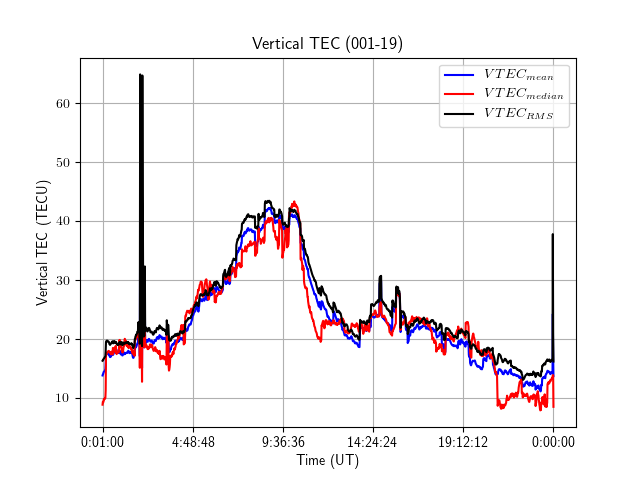 Vertical TEC (001-19)
VTEC_mean
VTEC_median
VTEC_RMS
Vertical TEC (TECU)
60
50
40
30
20
10
0:01:00 4:48:48 9:36:36 14:24:24 19:12:12 0:00:00
Time (UT)